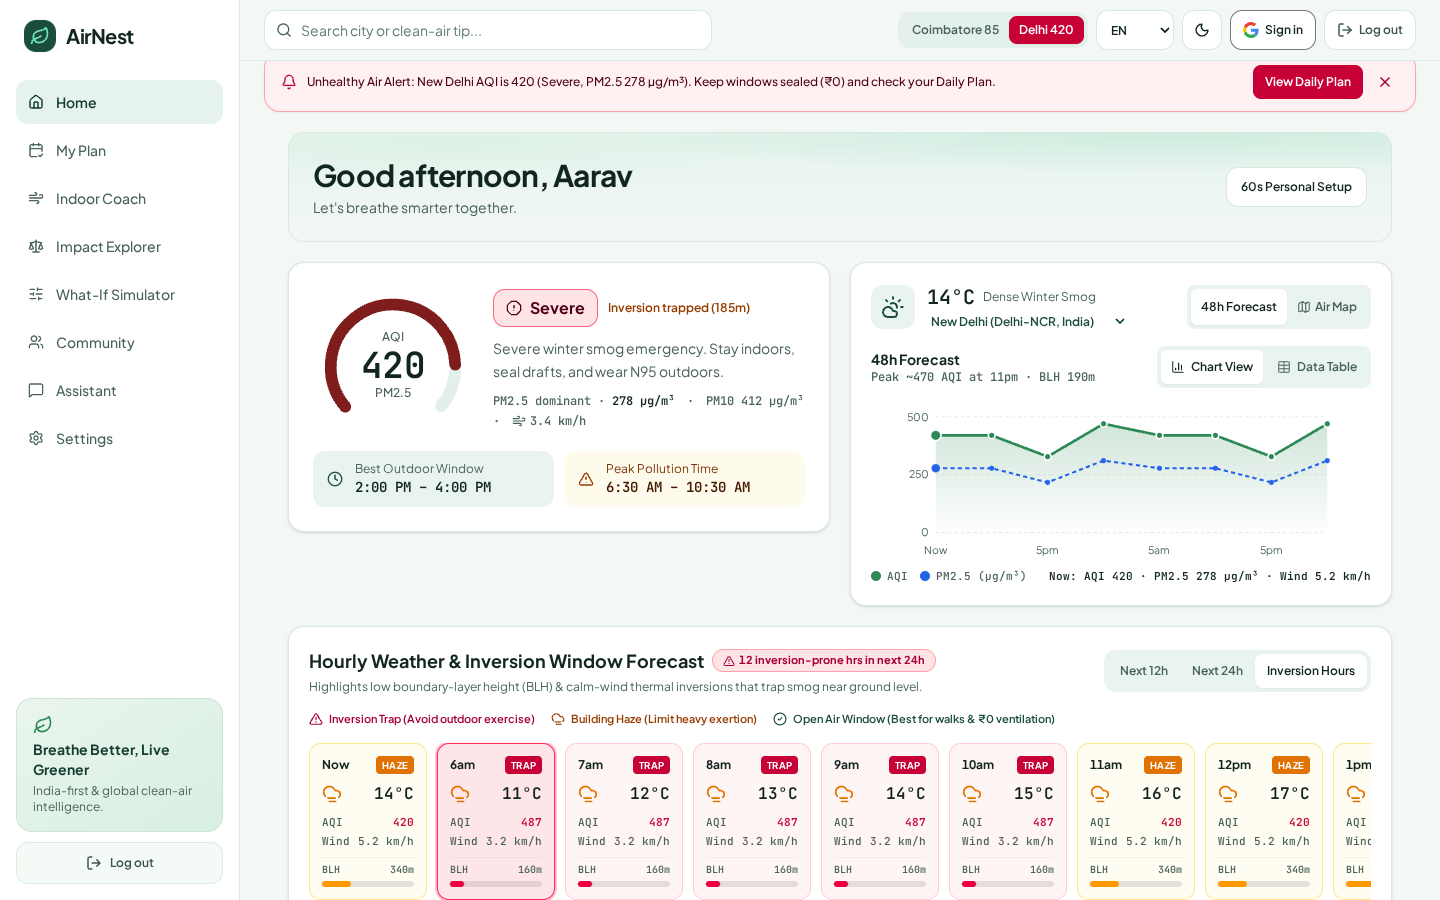 AirNest
Search city or clean-air tip...
Coimbatore 85
Delhi 420
EN
Sign in
Log out
Home
My Plan
Indoor Coach
Impact Explorer
What-If Simulator
Community
Assistant
Settings
Breathe Better, Live
Greener
India-first & global clean-air
intelligence.
Log out
Unhealthy Air Alert: New Delhi AQI is 420 (Severe, PM2.5 278 µg/m³). Keep windows sealed (₹0) and check your Daily Plan.
View Daily Plan
Good afternoon, Aarav
Let's breathe smarter together.
60s Personal Setup
AQI
420
PM2.5
Severe
Inversion trapped (185m)
Severe winter smog emergency. Stay indoors,
seal drafts, and wear N95 outdoors.
PM2.5 dominant · 278 µg/m³ · PM10 412 µg/m³
· 3.4 km/h
Best Outdoor Window
2:00 PM – 4:00 PM
Peak Pollution Time
6:30 AM – 10:30 AM
14°C Dense Winter Smog
New Delhi (Delhi-NCR, India)
48h Forecast
Air Map
48h Forecast
Peak ~470 AQI at 11pm · BLH 190m
Chart View
Data Table
500
250
0
Now 5pm 5am 5pm
AQI PM2.5 (µg/m³) Now: AQI 420 · PM2.5 278 µg/m³ · Wind 5.2 km/h
Hourly Weather & Inversion Window Forecast
12 inversion-prone hrs in next 24h
Highlights low boundary-layer height (BLH) & calm-wind thermal inversions that trap smog near ground level.
Next 12h
Next 24h
Inversion Hours
Inversion Trap (Avoid outdoor exercise)
Building Haze (Limit heavy exertion)
Open Air Window (Best for walks & ₹0 ventilation)
Now HAZE
14°C
AQI 420
Wind 5.2 km/h
BLH 340m
6am TRAP
11°C
AQI 487
Wind 3.2 km/h
BLH 160m
7am TRAP
12°C
AQI 487
Wind 3.2 km/h
BLH 160m
8am TRAP
13°C
AQI 487
Wind 3.2 km/h
BLH 160m
9am TRAP
14°C
AQI 487
Wind 3.2 km/h
BLH 160m
10am TRAP
15°C
AQI 487
Wind 3.2 km/h
BLH 160m
11am HAZE
16°C
AQI 420
Wind 5.2 km/h
BLH 340m
12pm HAZE
17°C
AQI 420
Wind 5.2 km/h
BLH 340m
1pm
AQI
Wind
BLH